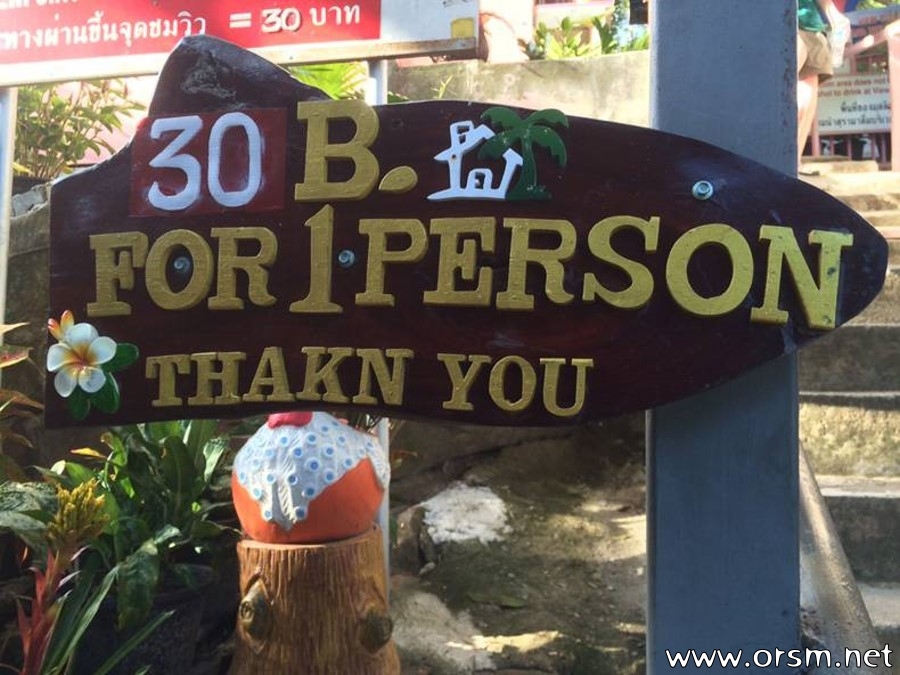 ทางผ่านขึ้นจุดชมวิว = 30 บาท
30 B.
FOR 1 PERSON
THAKN YOU
www.orsm.net